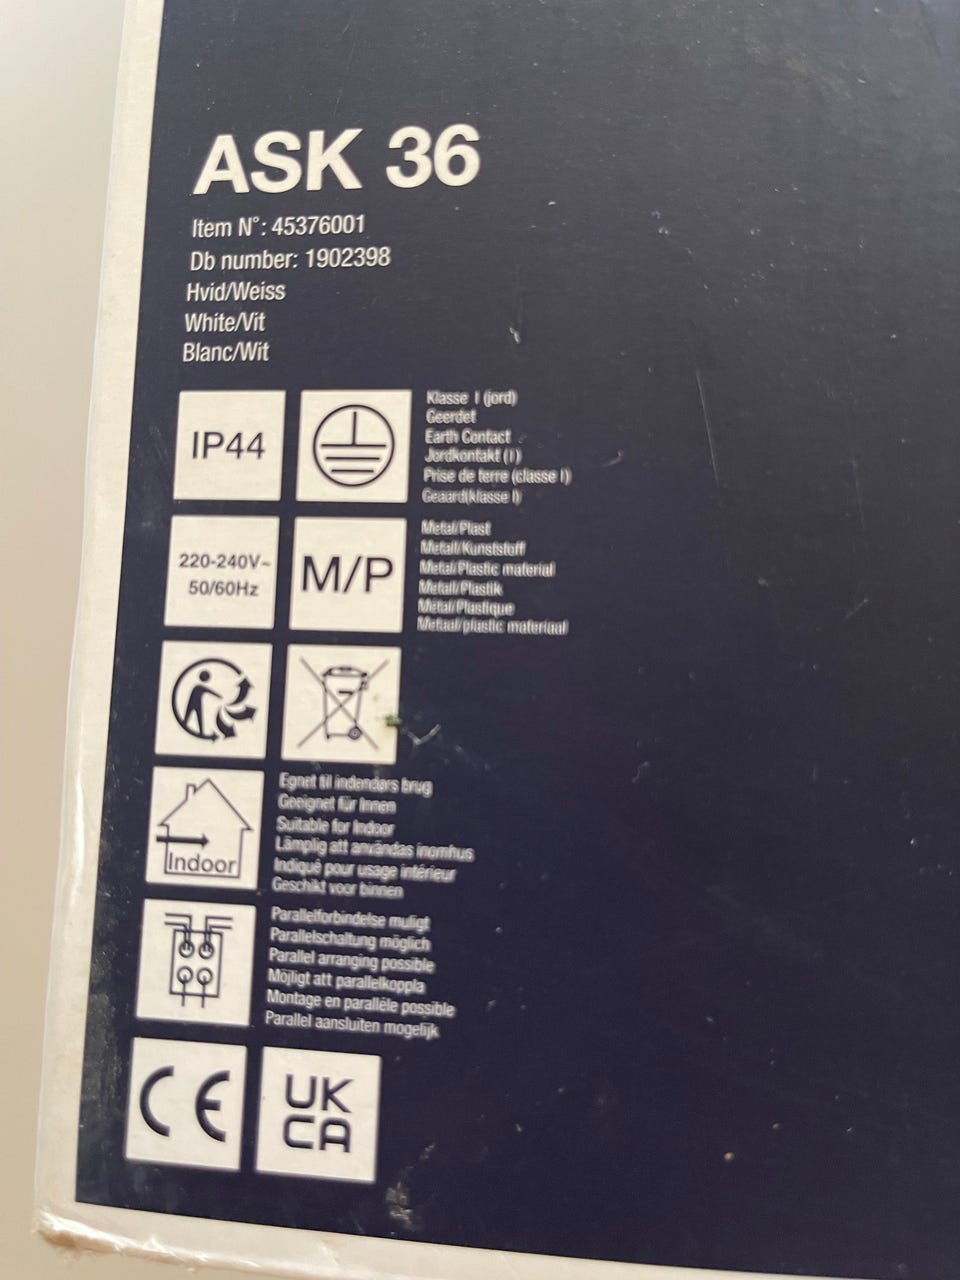 ASK 36
Item N°: 45376001
Db number: 1902398
Hvid/Weiss
White/Vit
Blanc/Wit
IP44
Klasse I (jord)
Geerdet
Earth Contact
Jordkontakt (I)
Prise de terre (classe I)
Geaard(klasse I)
220-240V~
50/60Hz
M/P
Metal/Plast
Metall/Kunststoff
Metal/Plastic material
Metall/Plastik
Métal/Plastique
Metaal/plastic materiaal
Indoor
Egnet til indendørs brug
Geeignet für Innen
Suitable for Indoor
Lämplig att användas inomhus
Indiqué pour usage intérieur
Geschikt voor binnen
Parallelforbindelse muligt
Parallelschaltung möglich
Parallel arranging possible
Möjligt att parallelkoppla
Montage en paralléle possible
Parallel aansluiten mogelijk
CE
UK
CA